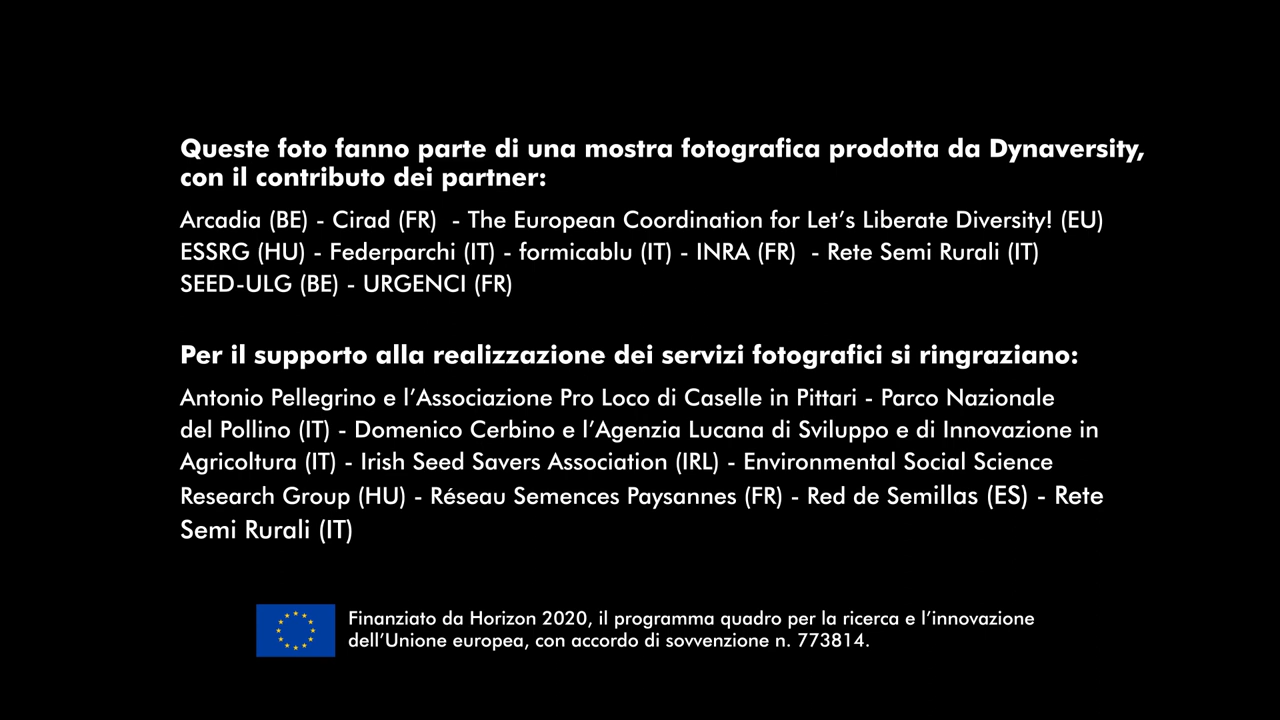 Queste foto fanno parte di una mostra fotografica prodotta da Dynaversity,
con il contributo dei partner:
Arcadia (BE) - Cirad (FR)  - The European Coordination for Let’s Liberate Diversity! (EU)
ESSRG (HU) - Federparchi (IT) - formicablu (IT) - INRA (FR)  - Rete Semi Rurali (IT)
SEED-ULG (BE) - URGENCI (FR)
Per il supporto alla realizzazione dei servizi fotografici si ringraziano:
Antonio Pellegrino e l’Associazione Pro Loco di Caselle in Pittari - Parco Nazionale
del Pollino (IT) - Domenico Cerbino e l’Agenzia Lucana di Sviluppo e di Innovazione in
Agricoltura (IT) - Irish Seed Savers Association (IRL) - Environmental Social Science
Research Group (HU) - Réseau Semences Paysannes (FR) - Red de Semillas (ES) - Rete
Semi Rurali (IT)
Finanziato da Horizon 2020, il programma quadro per la ricerca e l’innovazione
dell’Unione europea, con accordo di sovvenzione n. 773814.